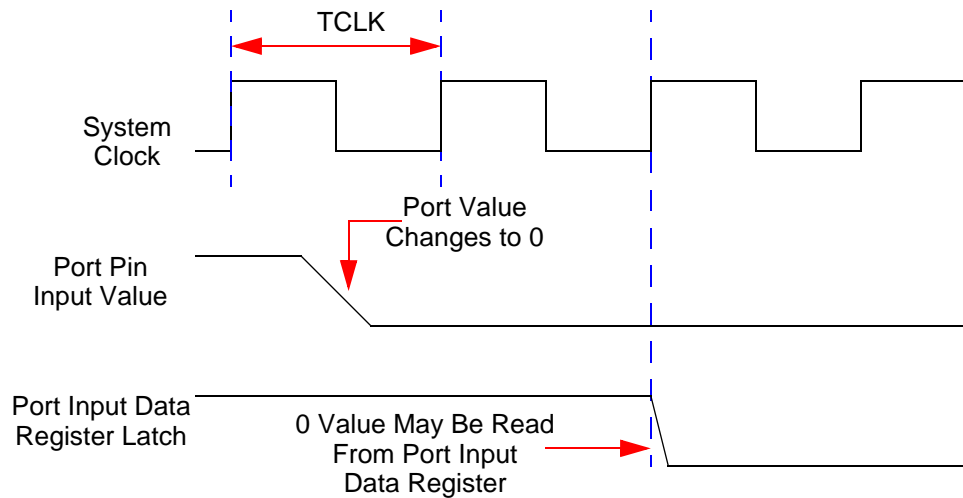 TCLK
System
Clock
Port Value
Changes to 0
Port Pin
Input Value
Port Input Data
Register Latch
0 Value May Be Read
From Port Input
Data Register